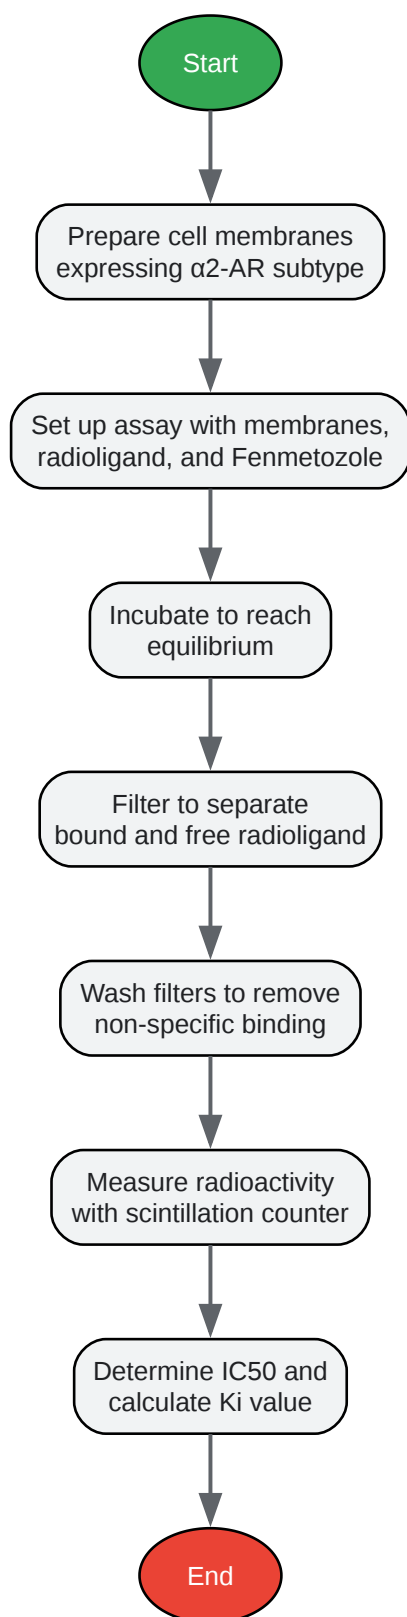 Start
Prepare cell membranes
expressing α2-AR subtype
Set up assay with membranes,
radioligand, and Fenmetozole
Incubate to reach
equilibrium
Filter to separate
bound and free radioligand
Wash filters to remove
non-specific binding
Measure radioactivity
with scintillation counter
Determine IC50 and
calculate Ki value
End